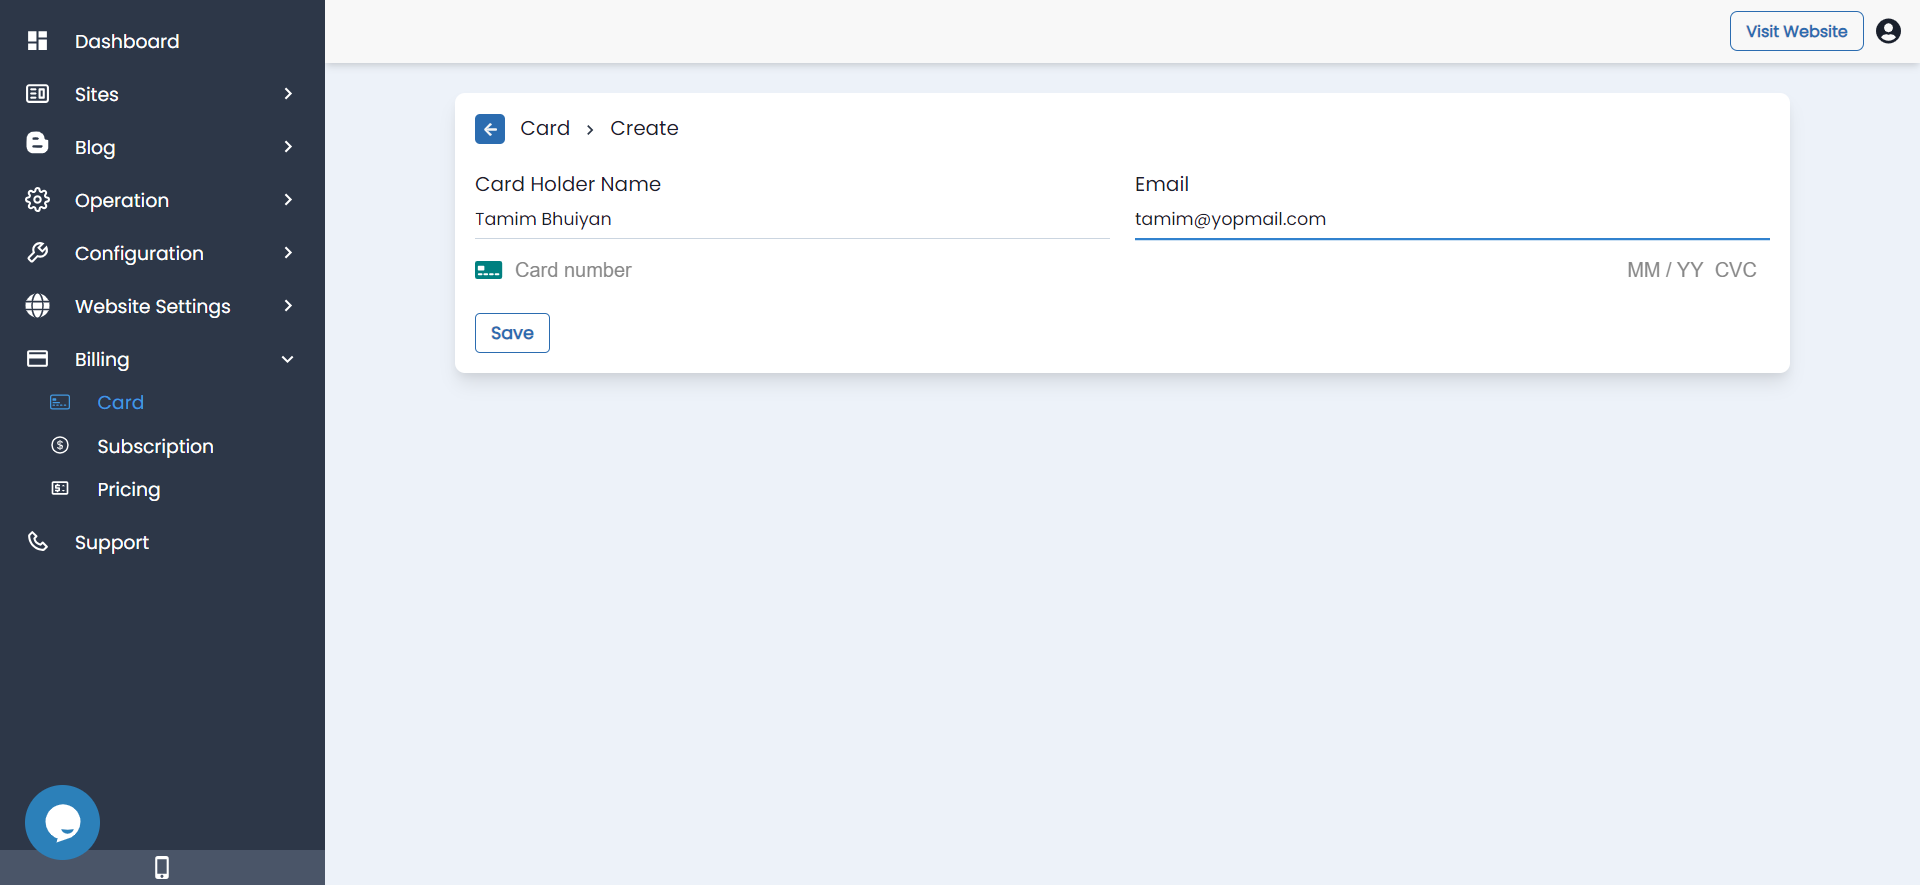 Dashboard
Sites
Blog
Operation
Configuration
Website Settings
Billing
Card
Subscription
Pricing
Support
Visit Website
Card › Create
Card Holder Name
Tamim Bhuiyan
Email
tamim@yopmail.com
Card number
MM / YY CVC
Save